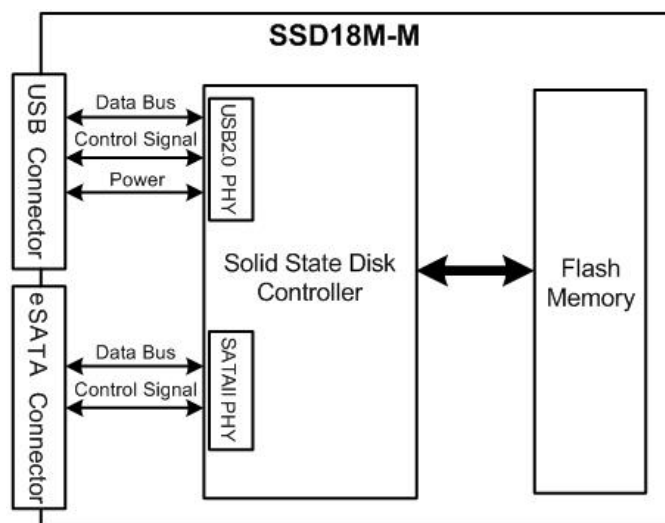 SSD18M-M
USB Connector
Data Bus
Control Signal
Power
USB2.0 PHY
Solid State Disk
Controller
Flash
Memory
eSATA Connector
Data Bus
Control Signal
SATAII PHY